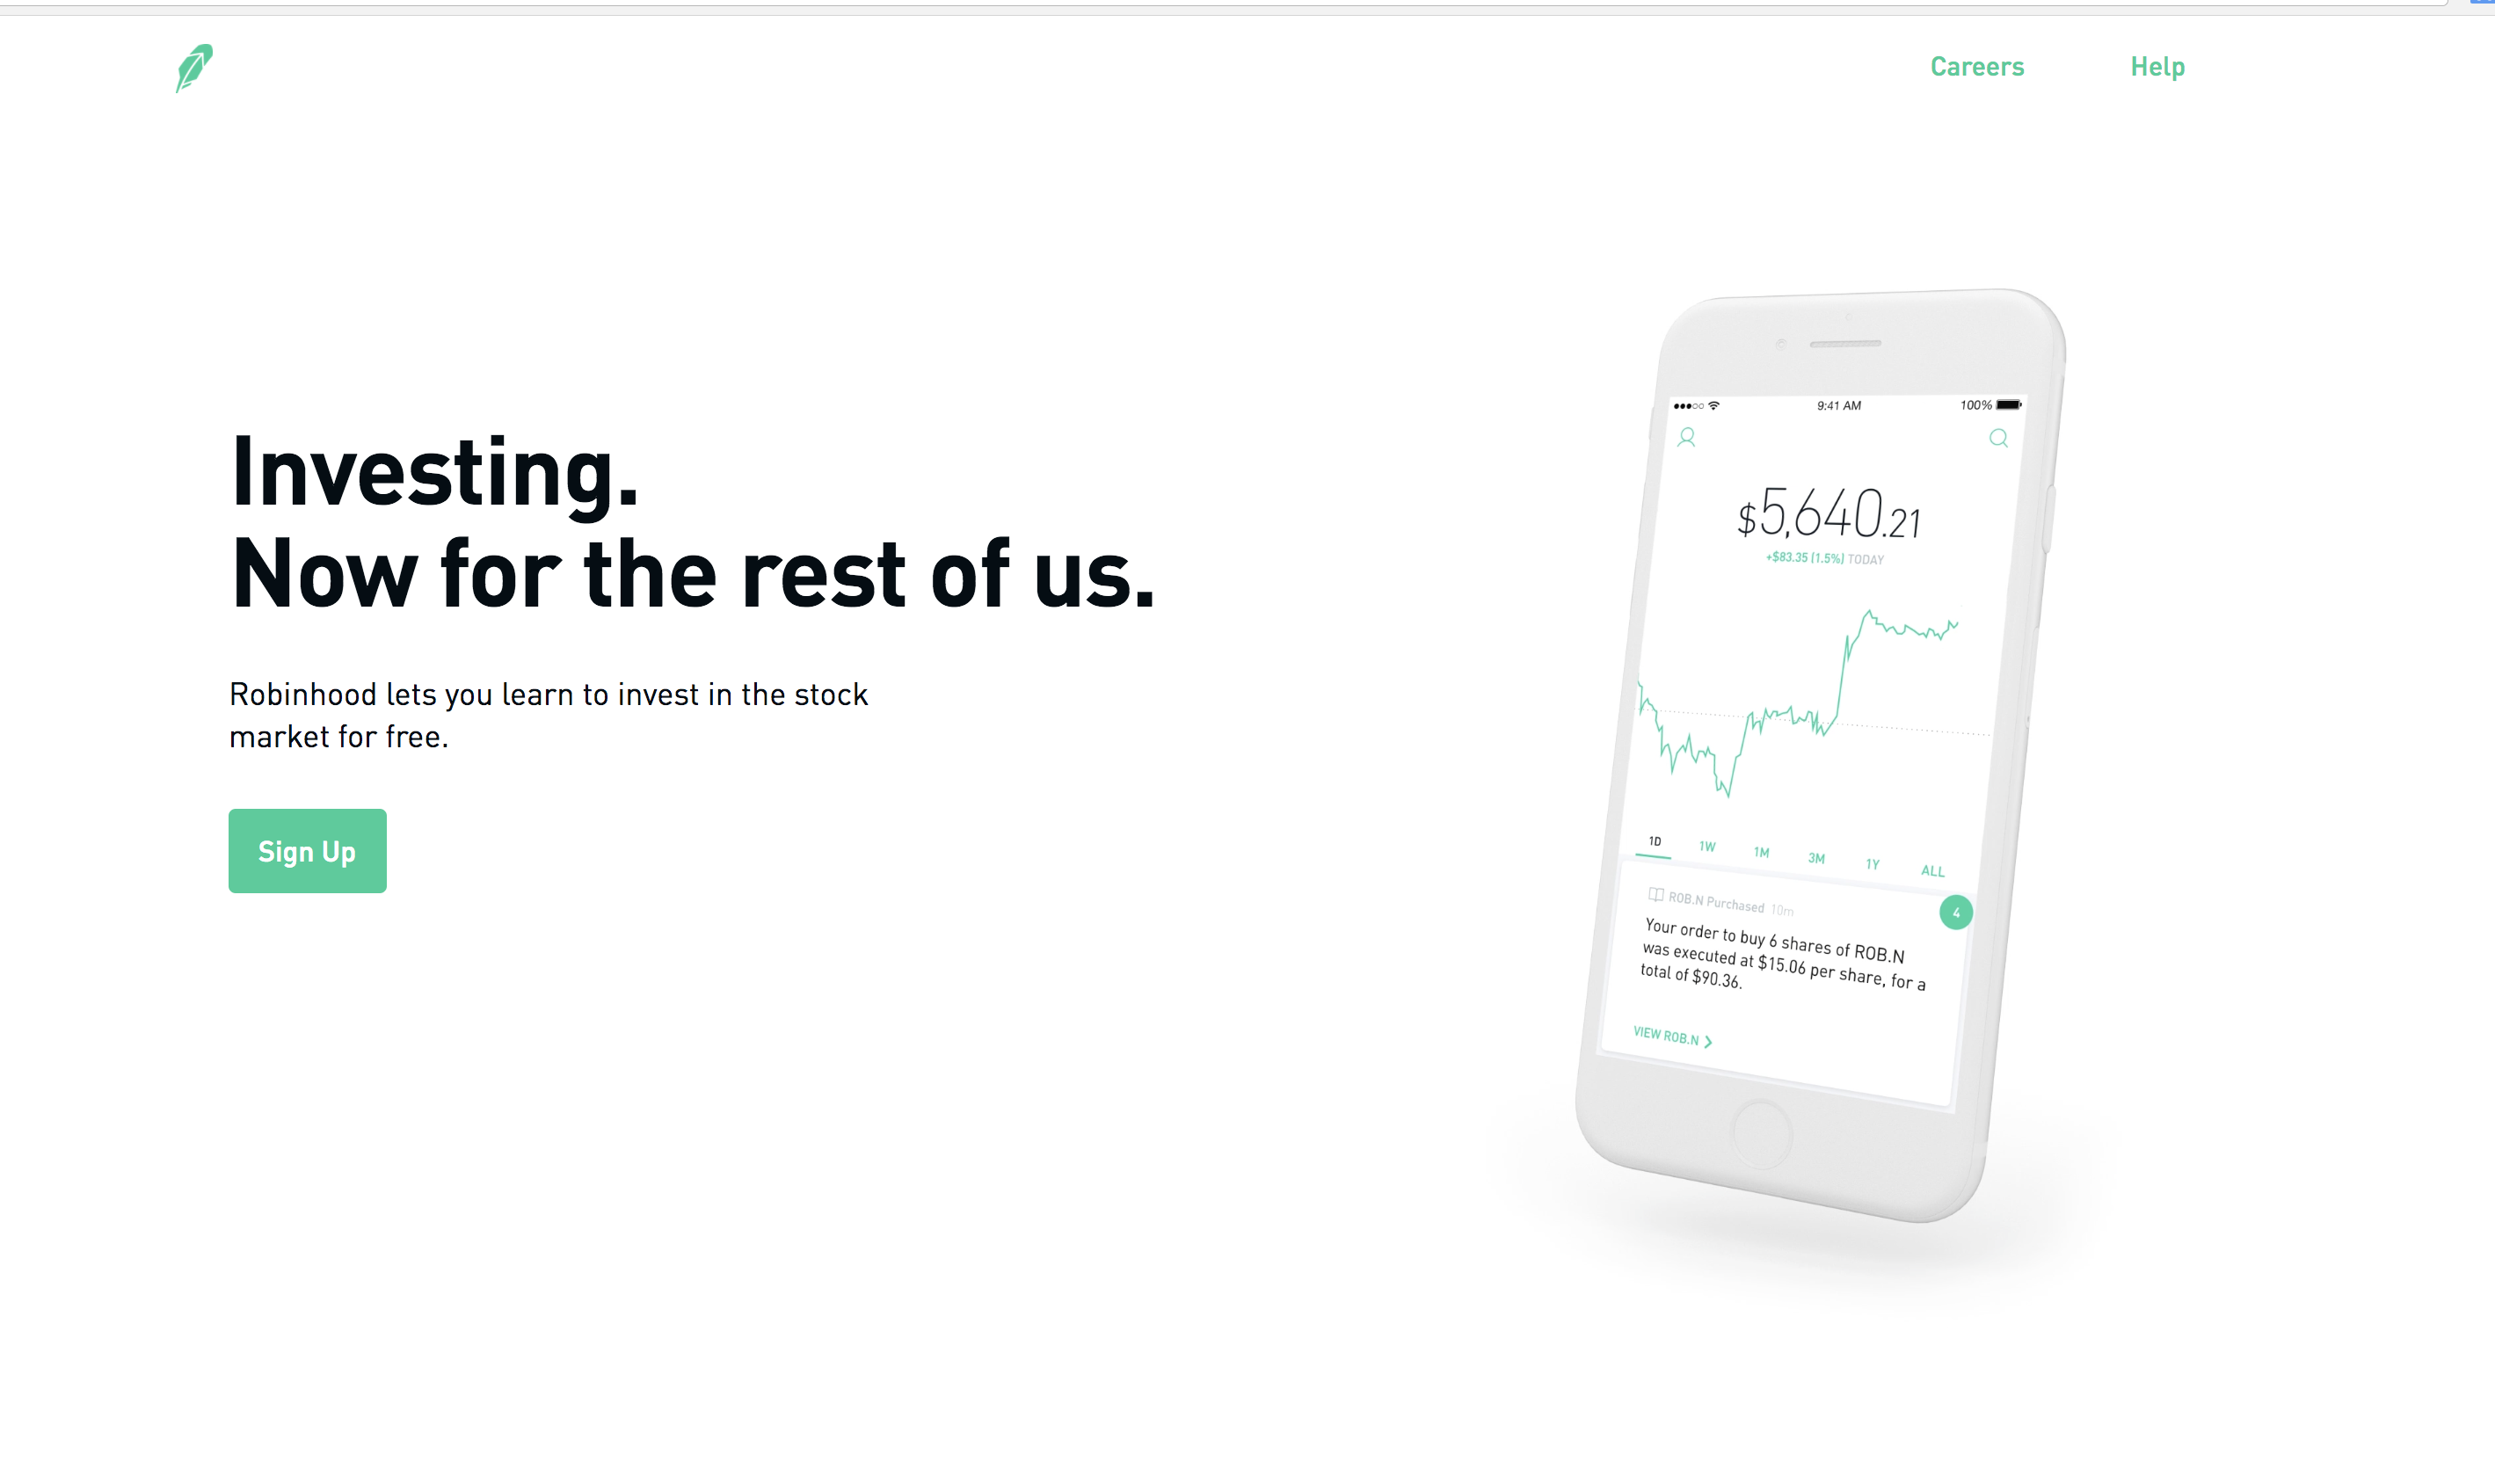 Careers
Help
Investing.
Now for the rest of us.
Robinhood lets you learn to invest in the stock
market for free.
Sign Up
9:41 AM
100%
$5,640.21
+$83.35 (1.5%) TODAY
1D 1W 1M 3M 1Y ALL
ROB.N Purchased 10m
4
Your order to buy 6 shares of ROB.N
was executed at $15.06 per share, for a
total of $90.36.
VIEW ROB.N